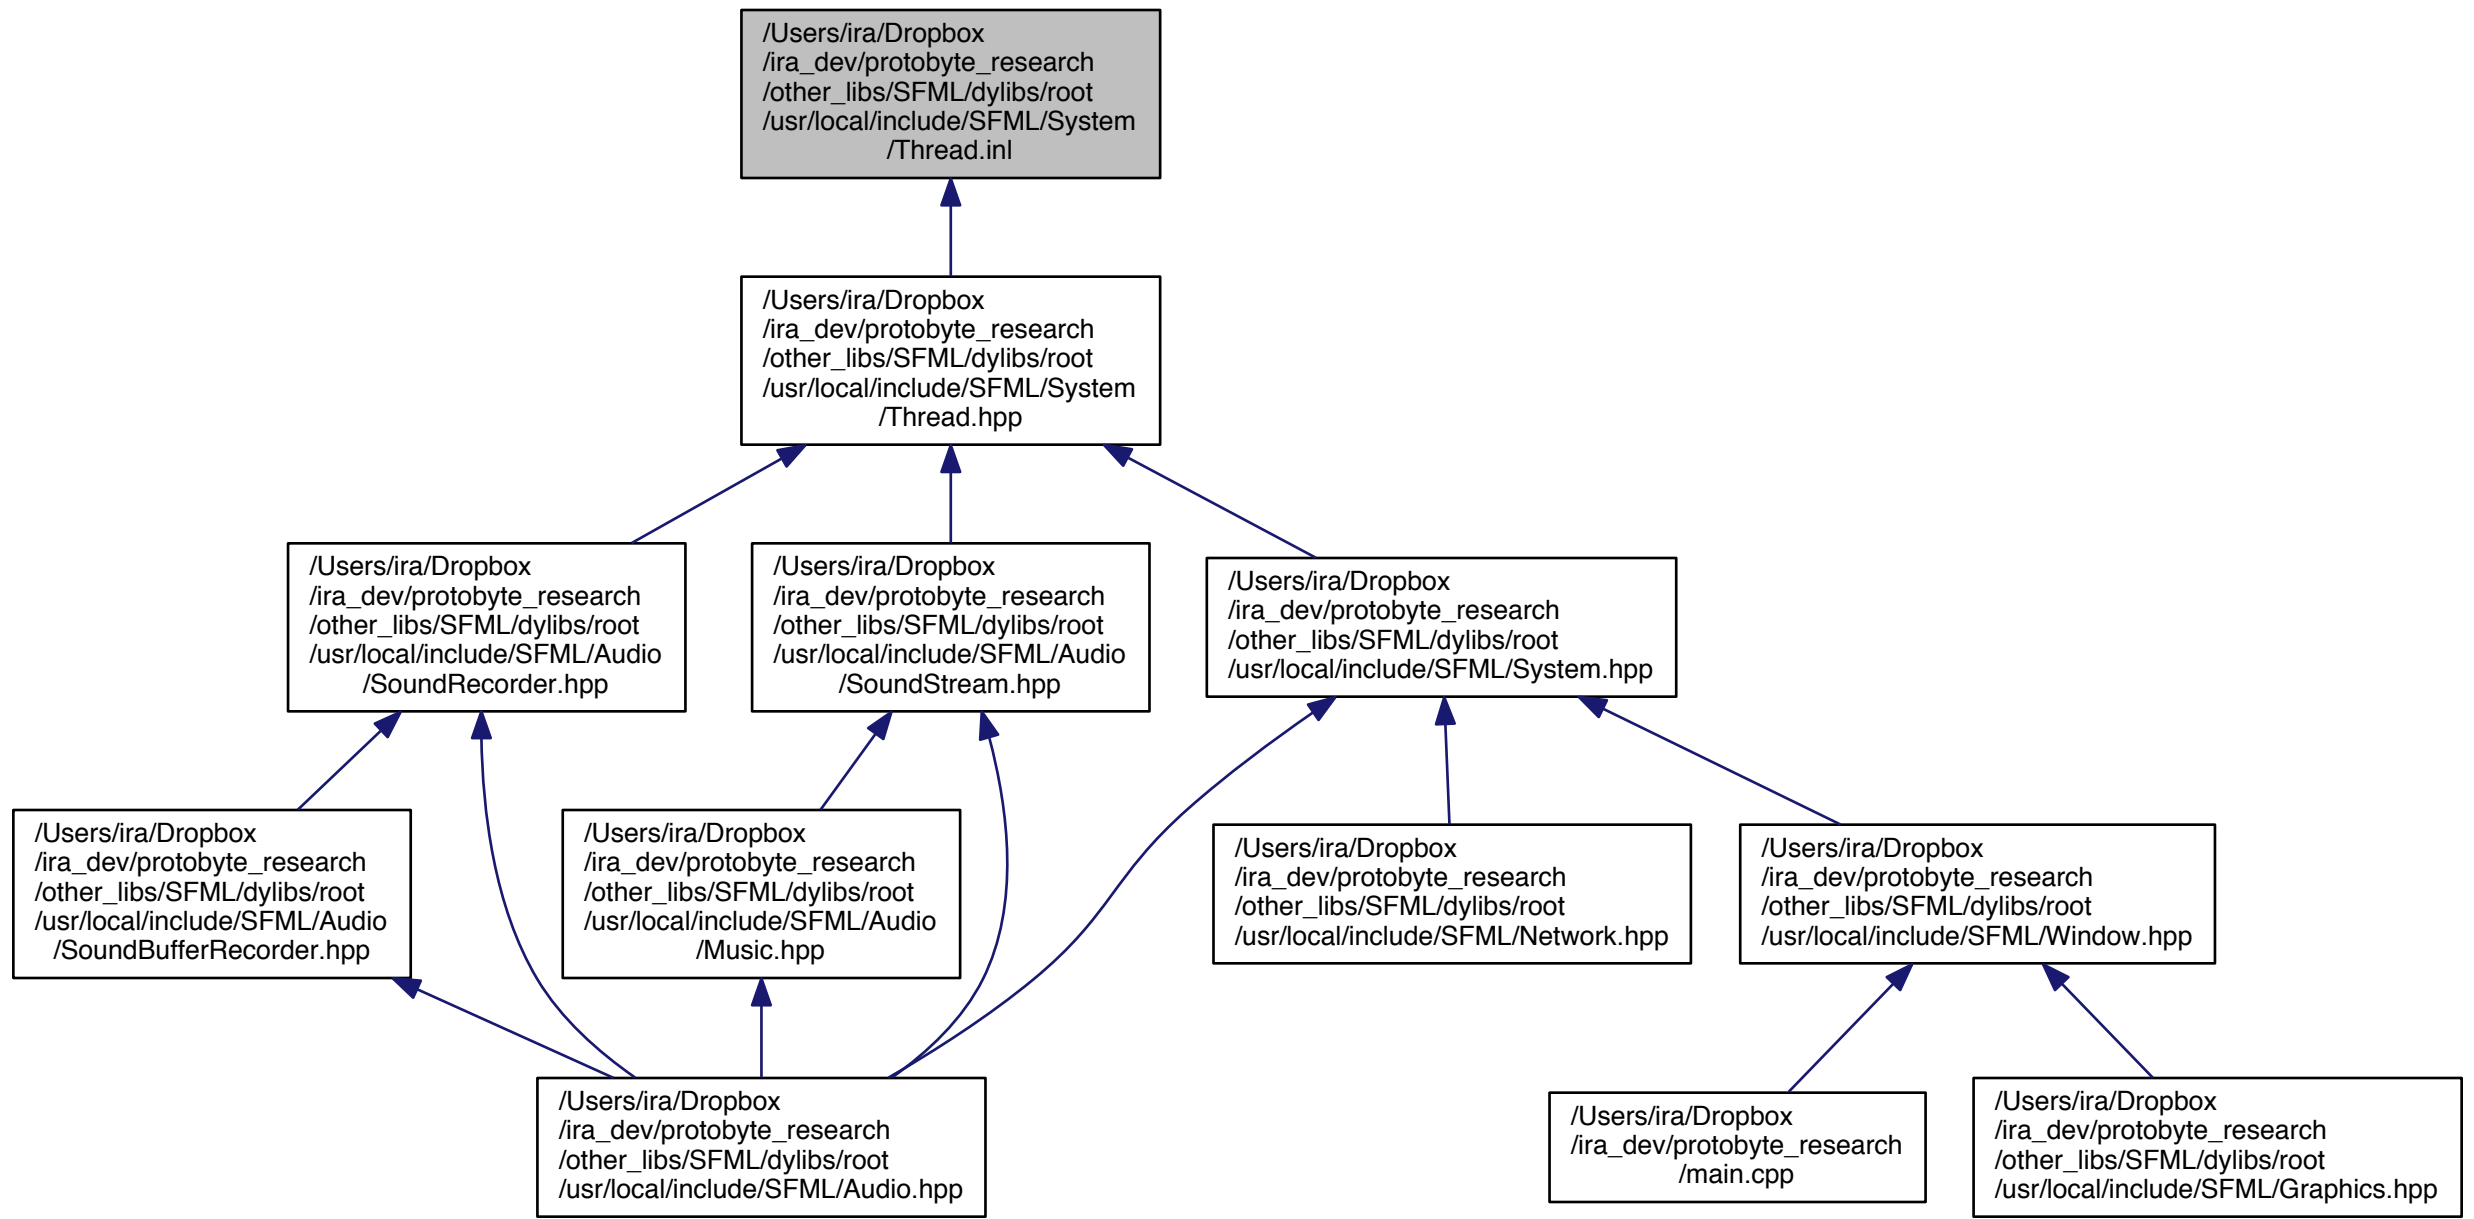 /Users/ira/Dropbox
/ira_dev/protobyte_research
/other_libs/SFML/dylibs/root
/usr/local/include/SFML/System
/Thread.inl
/Users/ira/Dropbox
/ira_dev/protobyte_research
/other_libs/SFML/dylibs/root
/usr/local/include/SFML/System
/Thread.hpp
/Users/ira/Dropbox
/ira_dev/protobyte_research
/other_libs/SFML/dylibs/root
/usr/local/include/SFML/Audio
/SoundRecorder.hpp
/Users/ira/Dropbox
/ira_dev/protobyte_research
/other_libs/SFML/dylibs/root
/usr/local/include/SFML/Audio
/SoundStream.hpp
/Users/ira/Dropbox
/ira_dev/protobyte_research
/other_libs/SFML/dylibs/root
/usr/local/include/SFML/System.hpp
/Users/ira/Dropbox
/ira_dev/protobyte_research
/other_libs/SFML/dylibs/root
/usr/local/include/SFML/Audio
/SoundBufferRecorder.hpp
/Users/ira/Dropbox
/ira_dev/protobyte_research
/other_libs/SFML/dylibs/root
/usr/local/include/SFML/Audio
/Music.hpp
/Users/ira/Dropbox
/ira_dev/protobyte_research
/other_libs/SFML/dylibs/root
/usr/local/include/SFML/Network.hpp
/Users/ira/Dropbox
/ira_dev/protobyte_research
/other_libs/SFML/dylibs/root
/usr/local/include/SFML/Window.hpp
/Users/ira/Dropbox
/ira_dev/protobyte_research
/other_libs/SFML/dylibs/root
/usr/local/include/SFML/Audio.hpp
/Users/ira/Dropbox
/ira_dev/protobyte_research
/main.cpp
/Users/ira/Dropbox
/ira_dev/protobyte_research
/other_libs/SFML/dylibs/root
/usr/local/include/SFML/Graphics.hpp